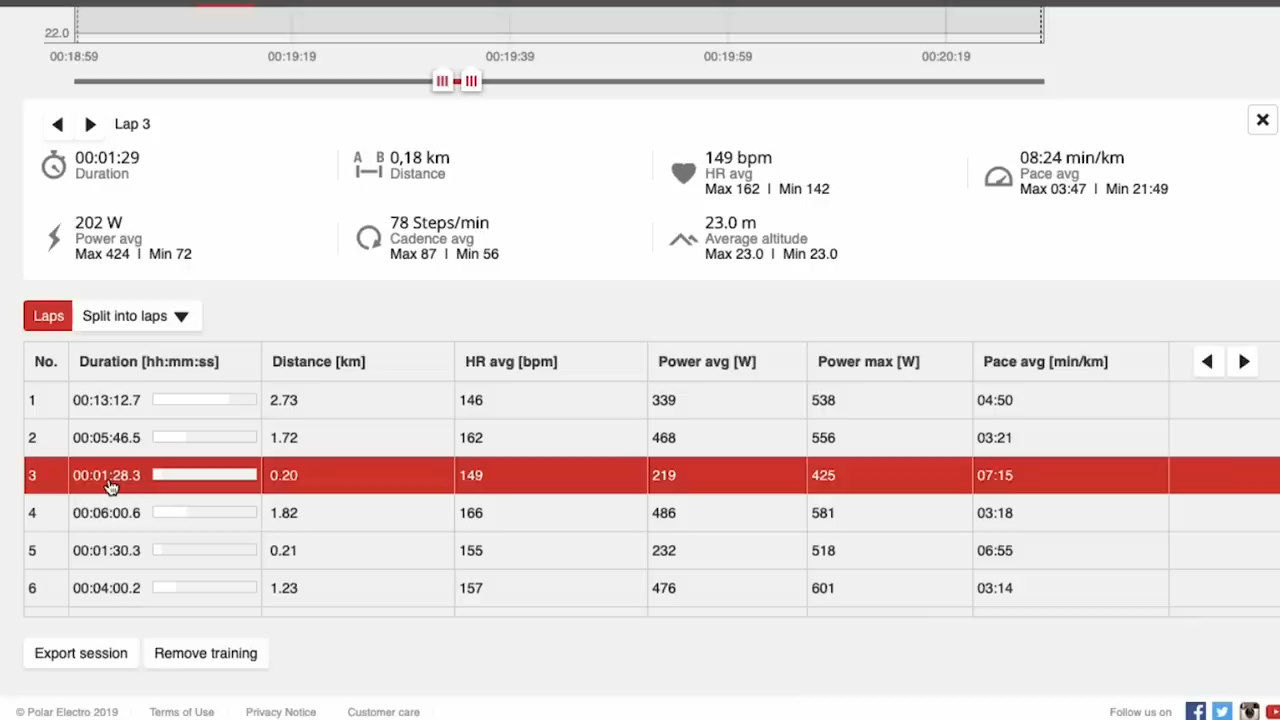 22.0
00:18:59 00:19:19 00:19:39 00:19:59 00:20:19
Lap 3
00:01:29
Duration
A B 0,18 km
Distance
149 bpm
HR avg
Max 162 | Min 142
08:24 min/km
Pace avg
Max 03:47 | Min 21:49
202 W
Power avg
Max 424 | Min 72
78 Steps/min
Cadence avg
Max 87 | Min 56
23.0 m
Average altitude
Max 23.0 | Min 23.0
Laps Split into laps
No. Duration [hh:mm:ss] Distance [km] HR avg [bpm] Power avg [W] Power max [W] Pace avg [min/km]
1 00:13:12.7 2.73 146 339 538 04:50
2 00:05:46.5 1.72 162 468 556 03:21
3 00:01:28.3 0.20 149 219 425 07:15
4 00:06:00.6 1.82 166 486 581 03:18
5 00:01:30.3 0.21 155 232 518 06:55
6 00:04:00.2 1.23 157 476 601 03:14
Export session Remove training
© Polar Electro 2019 Terms of Use Privacy Notice Customer care Follow us on